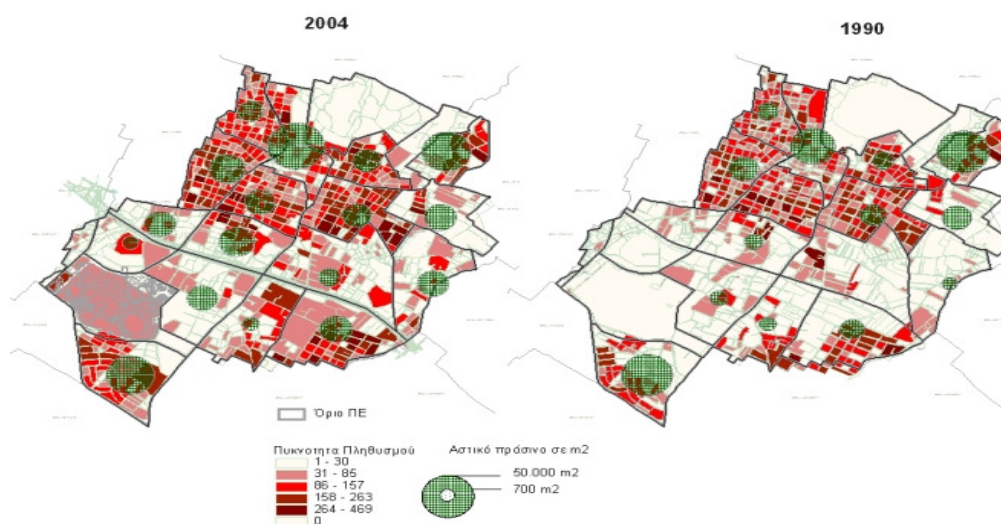 2004
1990
Όριο ΠΕ
Πυκνοτητα Πληθυσμού
1 - 30
31 - 85
86 - 157
158 - 263
264 - 469
0
Αστικό πράσινο σε m2
50.000 m2
700 m2